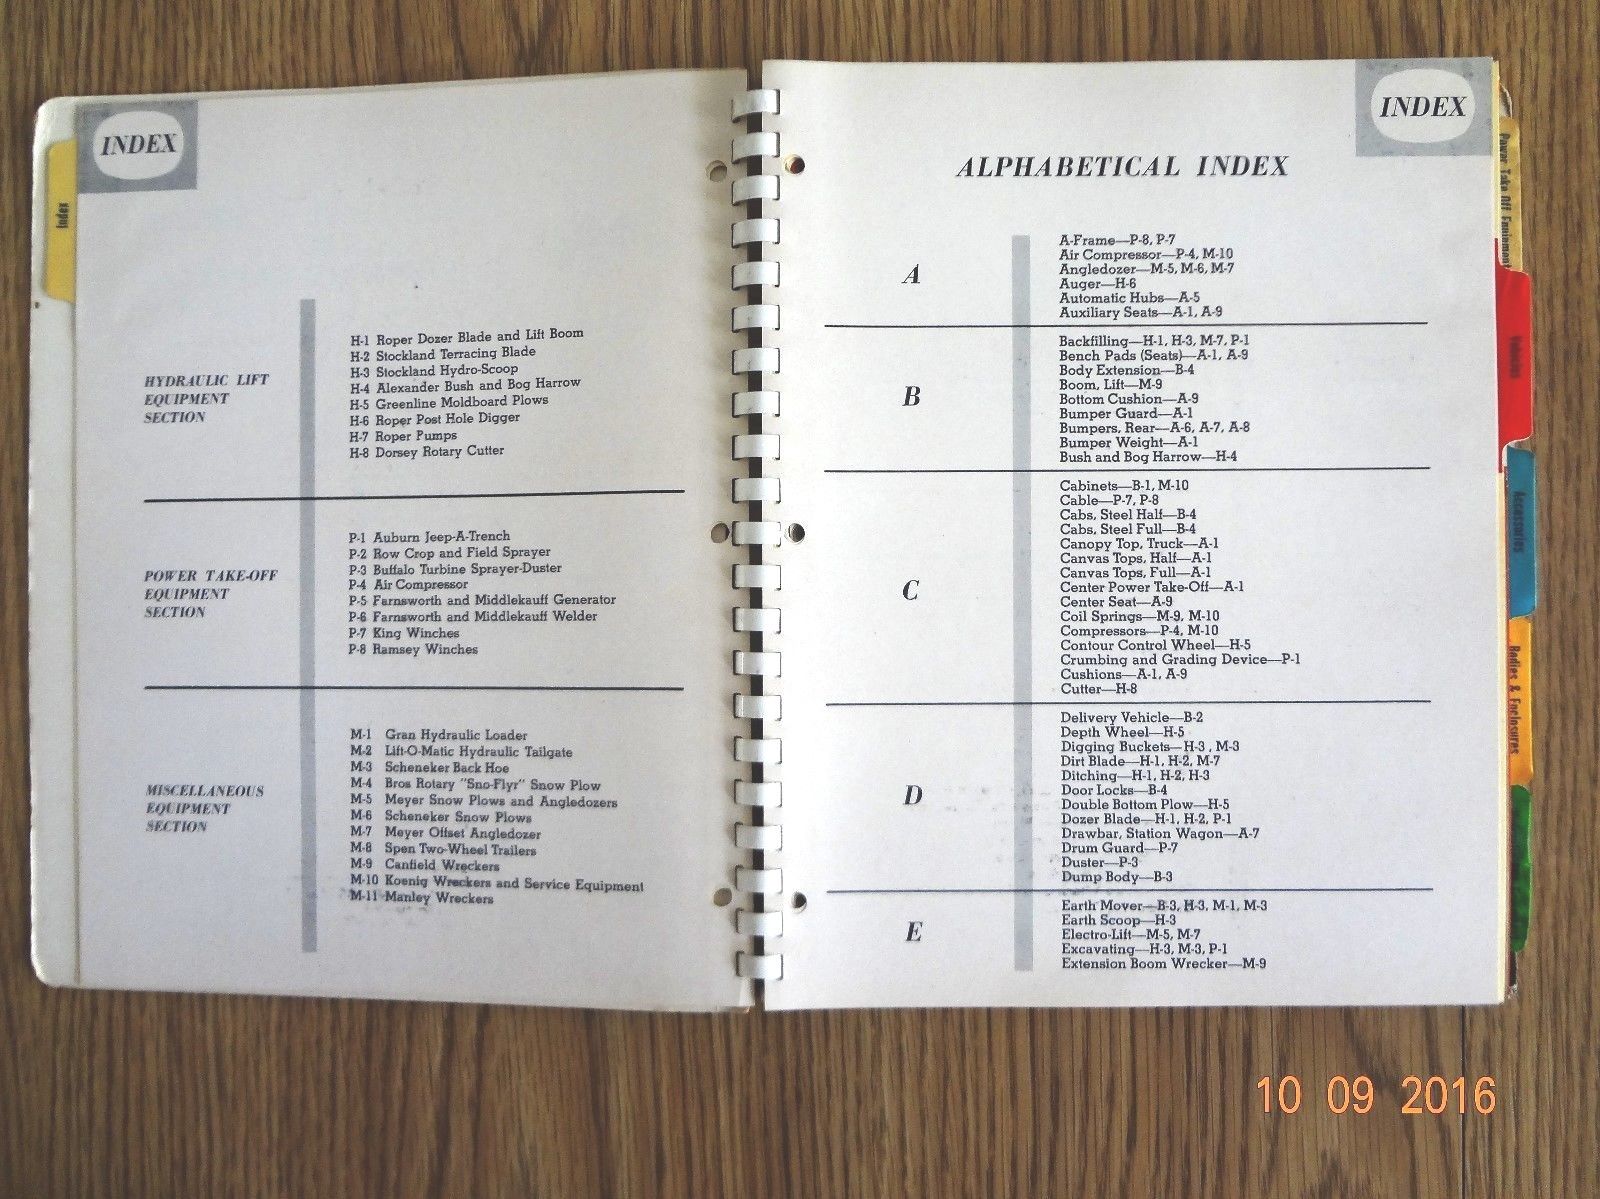 INDEX
Index
HYDRAULIC LIFT
EQUIPMENT
SECTION
H-1 Roper Dozer Blade and Lift Boom
H-2 Stockland Terracing Blade
H-3 Stockland Hydro-Scoop
H-4 Alexander Bush and Bog Harrow
H-5 Greenline Moldboard Plows
H-6 Roper Post Hole Digger
H-7 Roper Pumps
H-8 Dorsey Rotary Cutter
POWER TAKE-OFF
EQUIPMENT
SECTION
P-1 Auburn Jeep-A-Trench
P-2 Row Crop and Field Sprayer
P-3 Buffalo Turbine Sprayer-Duster
P-4 Air Compressor
P-5 Farnsworth and Middlekauff Generator
P-6 Farnsworth and Middlekauff Welder
P-7 King Winches
P-8 Ramsey Winches
MISCELLANEOUS
EQUIPMENT
SECTION
M-1 Gran Hydraulic Loader
M-2 Lift-O-Matic Hydraulic Tailgate
M-3 Scheneker Back Hoe
M-4 Bros Rotary "Sno-Flyr" Snow Plow
M-5 Meyer Snow Plows and Angledozers
M-6 Scheneker Snow Plows
M-7 Meyer Offset Angledozer
M-8 Spen Two-Wheel Trailers
M-9 Canfield Wreckers
M-10 Koenig Wreckers and Service Equipment
M-11 Manley Wreckers
INDEX
ALPHABETICAL INDEX
A
A-Frame—P-8, P-7
Air Compressor—P-4, M-10
Angledozer—M-5, M-6, M-7
Auger—H-6
Automatic Hubs—A-5
Auxiliary Seats—A-1, A-9
B
Backfilling—H-1, H-3, M-7, P-1
Bench Pads (Seats)—A-1, A-9
Body Extension—B-4
Boom, Lift—M-9
Bottom Cushion—A-9
Bumper Guard—A-1
Bumpers, Rear—A-6, A-7, A-8
Bumper Weight—A-1
Bush and Bog Harrow—H-4
C
Cabinets—B-1, M-10
Cable—P-7, P-8
Cabs, Steel Half—B-4
Cabs, Steel Full—B-4
Canopy Top, Truck—A-1
Canvas Tops, Half—A-1
Canvas Tops, Full—A-1
Center Power Take-Off—A-1
Center Seat—A-9
Coil Springs—M-9, M-10
Compressors—P-4, M-10
Contour Control Wheel—H-5
Crumbing and Grading Device—P-1
Cushions—A-1, A-9
Cutter—H-8
D
Delivery Vehicle—B-2
Depth Wheel—H-5
Digging Buckets—H-3 , M-3
Dirt Blade—H-1, H-2, M-7
Ditching—H-1, H-2, H-3
Door Locks—B-4
Double Bottom Plow—H-5
Dozer Blade—H-1, H-2, P-1
Drawbar, Station Wagon—A-7
Drum Guard—P-7
Duster—P-3
Dump Body—B-3
E
Earth Mover—B-3, H-3, M-1, M-3
Earth Scoop—H-3
Electro-Lift—M-5, M-7
Excavating—H-3, M-3, P-1
Extension Boom Wrecker—M-9
Power Take Off Equipment
Accessories
Bodies & Enclosures
10 09 2016